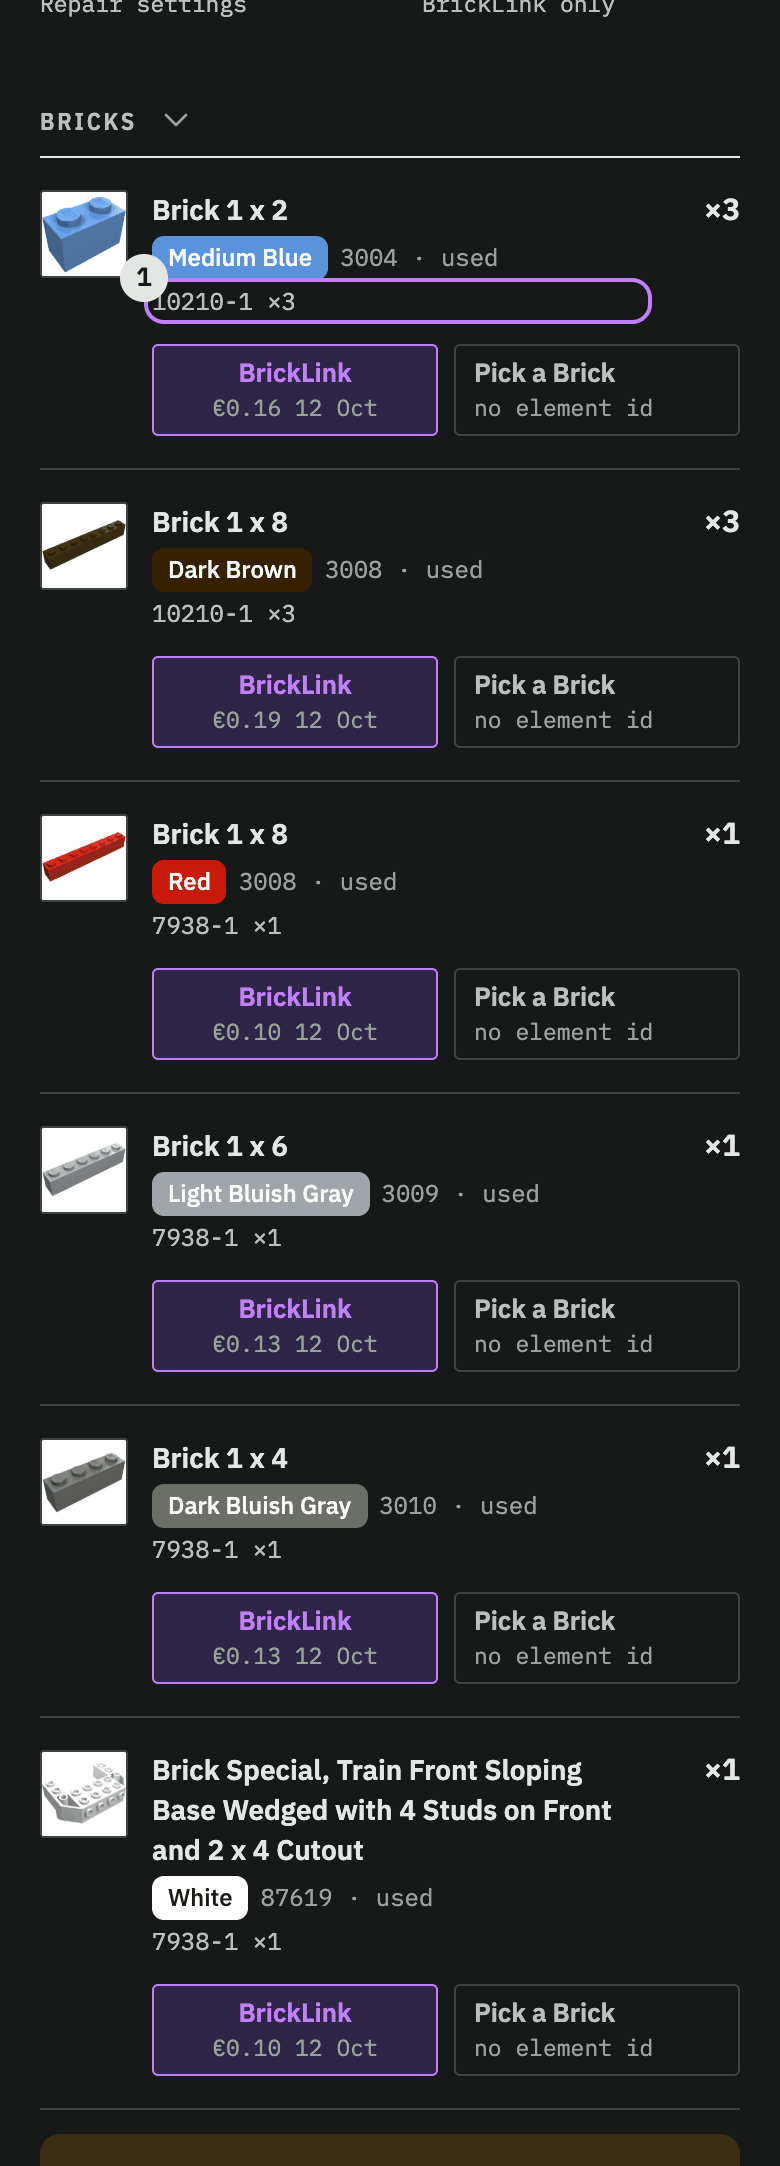 Repair settings
BrickLink only
BRICKS
Brick 1 x 2
×3
Medium Blue 3004 · used
1
10210-1 ×3
BrickLink
€0.16 12 Oct
Pick a Brick
no element id
Brick 1 x 8
×3
Dark Brown 3008 · used
10210-1 ×3
BrickLink
€0.19 12 Oct
Pick a Brick
no element id
Brick 1 x 8
×1
Red 3008 · used
7938-1 ×1
BrickLink
€0.10 12 Oct
Pick a Brick
no element id
Brick 1 x 6
×1
Light Bluish Gray 3009 · used
7938-1 ×1
BrickLink
€0.13 12 Oct
Pick a Brick
no element id
Brick 1 x 4
×1
Dark Bluish Gray 3010 · used
7938-1 ×1
BrickLink
€0.13 12 Oct
Pick a Brick
no element id
Brick Special, Train Front Sloping
×1
Base Wedged with 4 Studs on Front
and 2 x 4 Cutout
White 87619 · used
7938-1 ×1
BrickLink
€0.10 12 Oct
Pick a Brick
no element id